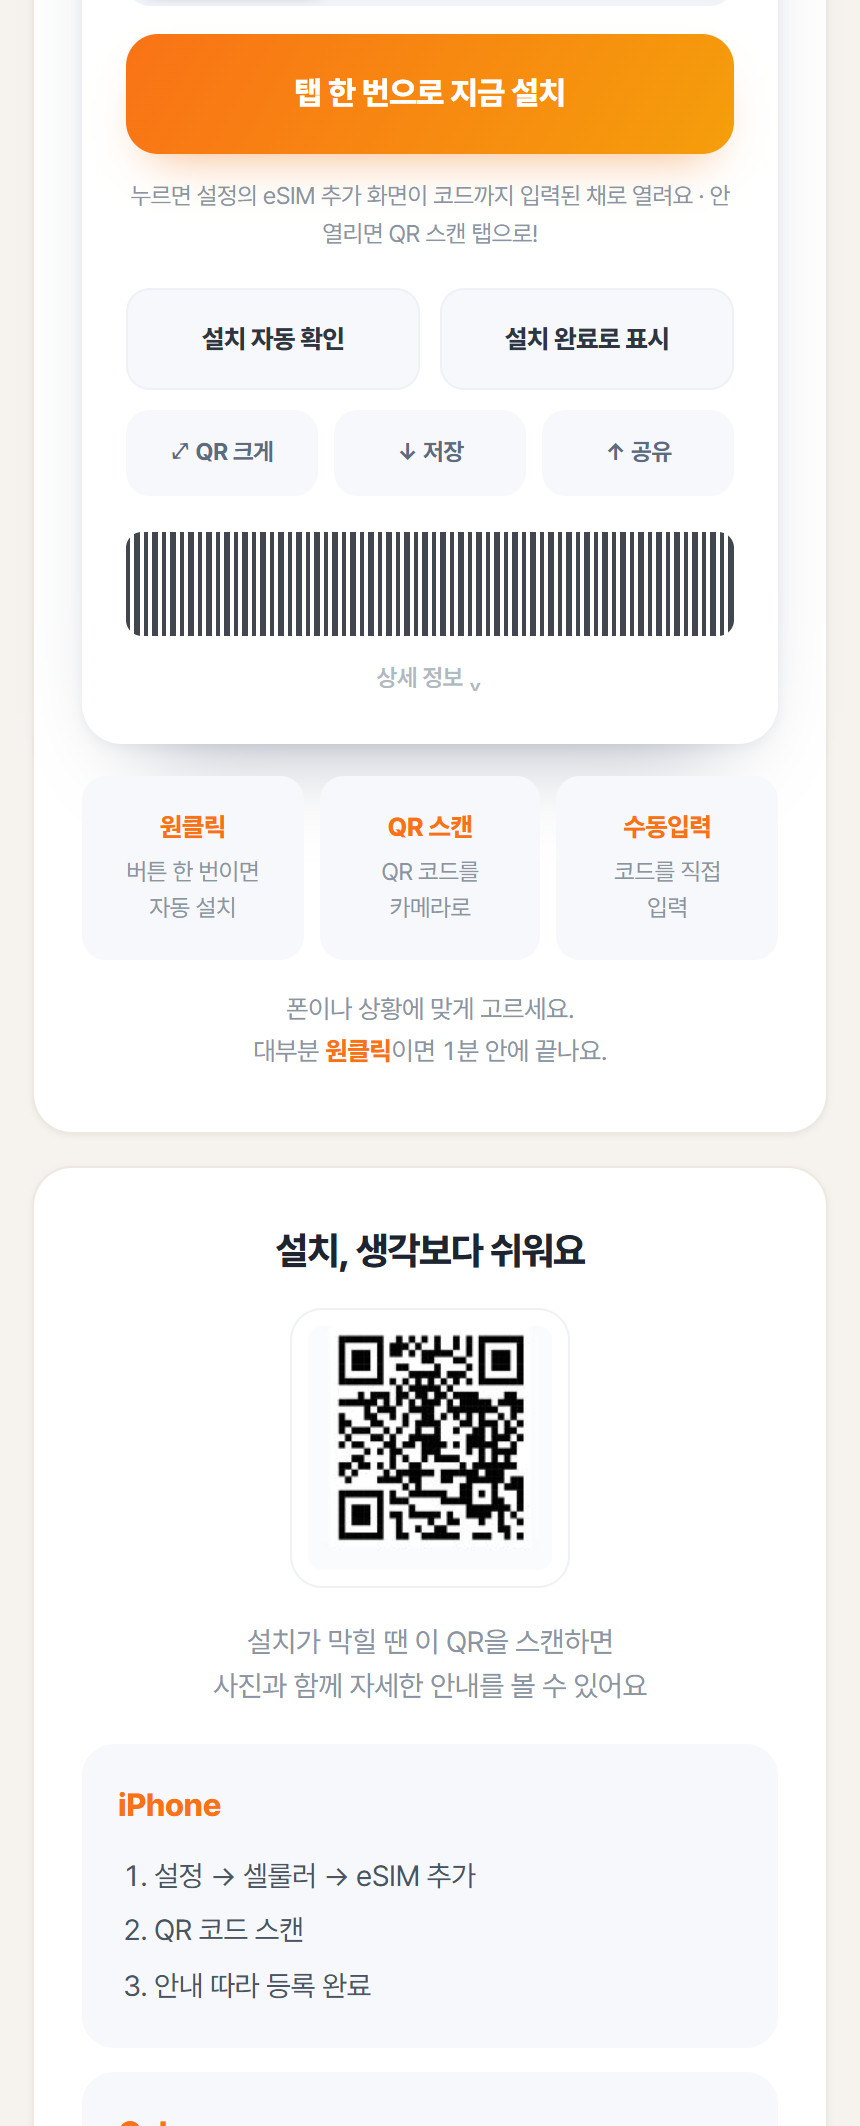 탭 한 번으로 지금 설치
누르면 설정의 eSIM 추가 화면이 코드까지 입력된 채로 열려요 · 안
열리면 QR 스캔 탭으로!
설치 자동 확인
설치 완료로 표시
⤢ QR 크게
↓ 저장
↑ 공유
상세 정보 ⌄
원클릭
버튼 한 번이면
자동 설치
QR 스캔
QR 코드를
카메라로
수동입력
코드를 직접
입력
폰이나 상황에 맞게 고르세요.
대부분 원클릭이면 1분 안에 끝나요.
설치, 생각보다 쉬워요
설치가 막힐 땐 이 QR을 스캔하면
사진과 함께 자세한 안내를 볼 수 있어요
iPhone
1. 설정 → 셀룰러 → eSIM 추가
2. QR 코드 스캔
3. 안내 따라 등록 완료